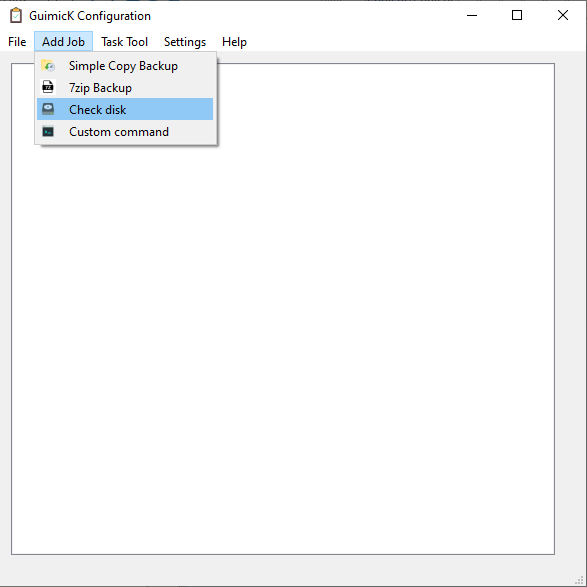 GuimicK Configuration
File Add Job Task Tool Settings Help
Simple Copy Backup
7zip Backup
Check disk
Custom command